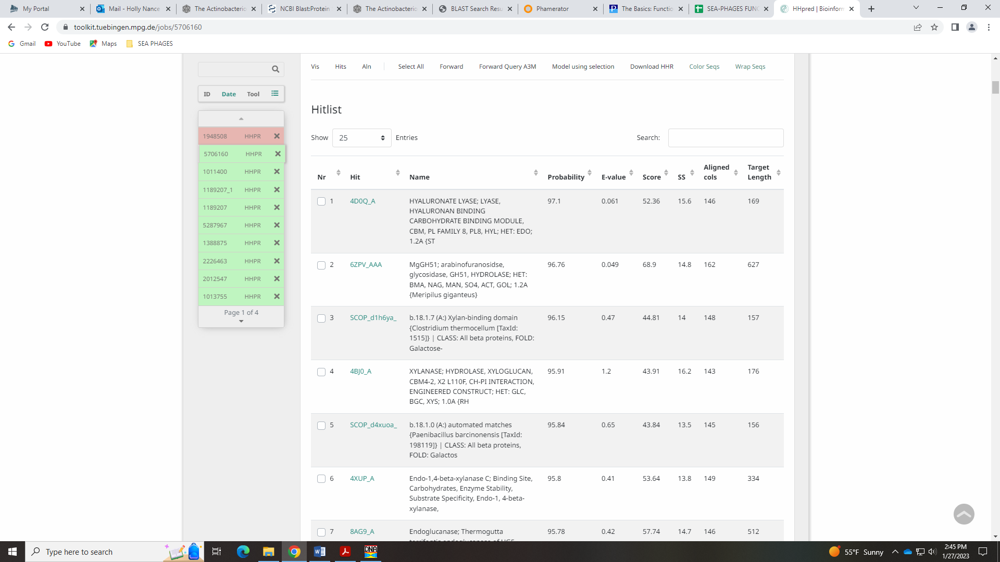 My Portal
Mail - Holly Nance
The Actinobacterio
NCBI Blast:Protein
The Actinobacterio
BLAST Search Resu
Phamerator
The Basics: Functio
SEA-PHAGES FUNC
HHpred | Bioinform
toolkit.tuebingen.mpg.de/jobs/5706160
Gmail
YouTube
Maps
SEA PHAGES
Vis Hits Aln Select All Forward Forward Query A3M Model using selection Download HHR Color Seqs Wrap Seqs
ID Date Tool
1948508 HHPR
5706160 HHPR
1011400 HHPR
1189207_1 HHPR
1189207 HHPR
5287967 HHPR
1388875 HHPR
2226463 HHPR
2012547 HHPR
1013755 HHPR
Page 1 of 4
Hitlist
Show 25 Entries Search:
Nr Hit Name Probability E-value Score SS Aligned cols Target Length
1 4D0Q_A HYALURONATE LYASE; LYASE, 97.1 0.061 52.36 15.6 146 169
HYALURONAN BINDING
CARBOHYDRATE BINDING MODULE,
CBM, PL FAMILY 8, PL8, HYL; HET: EDO;
1.2A {ST
2 6ZPV_AAA MgGH51; arabinofuranosidse, 96.76 0.049 68.9 14.8 162 627
glycosidase, GH51, HYDROLASE; HET:
BMA, NAG, MAN, SO4, ACT, GOL; 1.2A
{Meripilus giganteus}
3 SCOP_d1h6ya_ b.18.1.7 (A:) Xylan-binding domain 96.15 0.47 44.81 14 148 157
{Clostridium thermocellum [TaxId:
1515]} | CLASS: All beta proteins, FOLD:
Galactose-
4 4BJ0_A XYLANASE; HYDROLASE, XYLOGLUCAN, 95.91 1.2 43.91 16.2 143 176
CBM4-2, X2 L110F, CH-PI INTERACTION,
ENGINEERED CONSTRUCT; HET: GLC,
BGC, XYS; 1.0A {RH
5 SCOP_d4xuoa_ b.18.1.0 (A:) automated matches 95.84 0.65 43.84 13.5 145 156
{Paenibacillus barcinonensis [TaxId:
198119]} | CLASS: All beta proteins,
FOLD: Galactos
6 4XUP_A Endo-1,4-beta-xylanase C; Binding Site, 95.8 0.41 53.64 13.8 149 334
Carbohydrates, Enzyme Stability,
Substrate Specificity, Endo-1, 4-beta-
xylanase,
7 8AG9_A Endoglucanase; Thermogutta 95.78 0.42 57.74 14.7 146 512
Type here to search
DNA
55°F Sunny
2:45 PM
1/27/2023